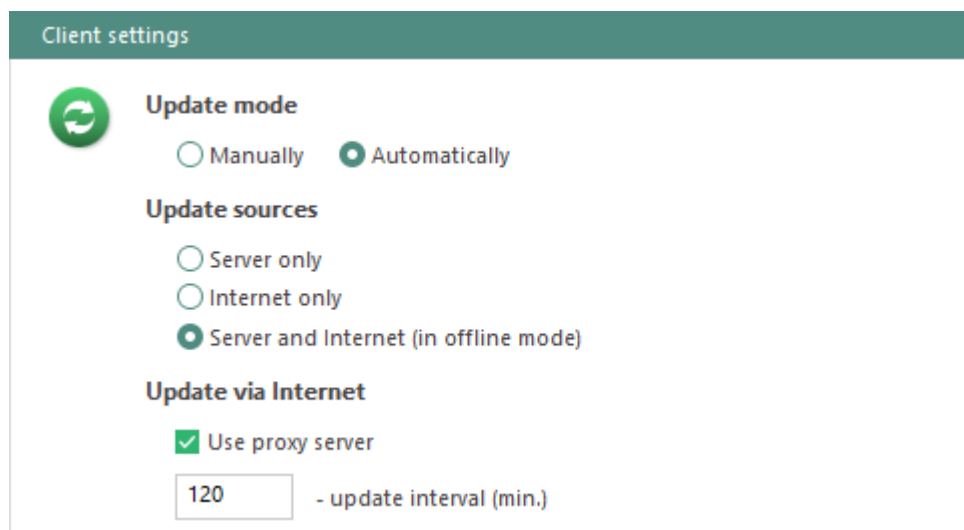 Client settings
Update mode
Manually Automatically
Update sources
Server only
Internet only
Server and Internet (in offline mode)
Update via Internet
Use proxy server
120 - update interval (min.)